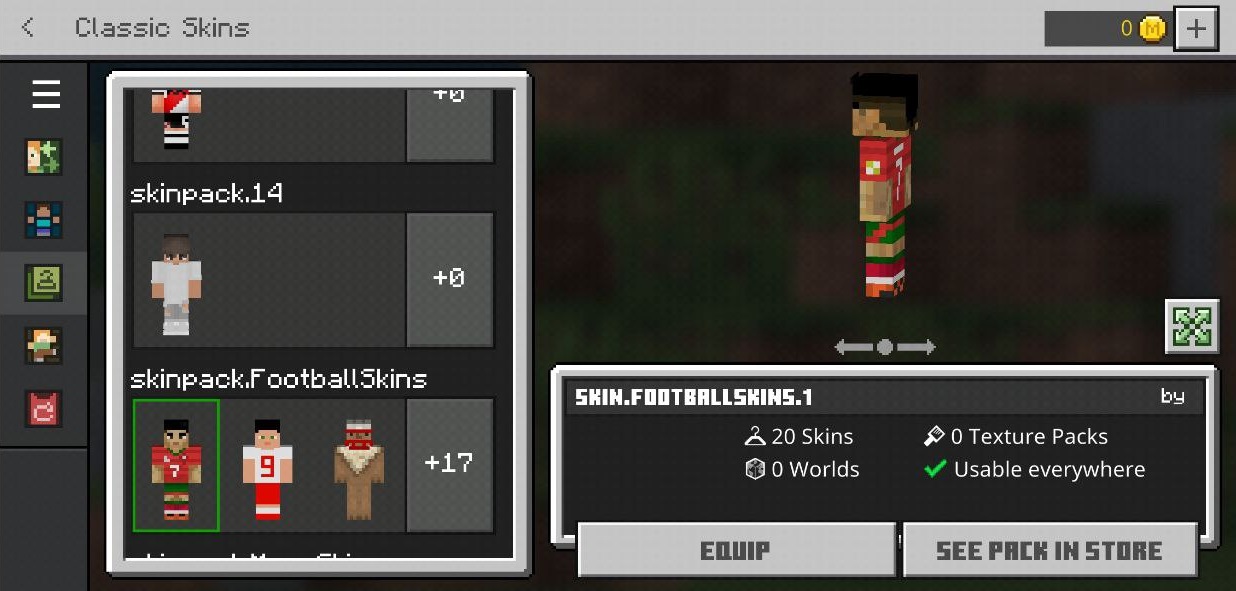 Classic Skins
0
+0
skinpack.14
+0
skinpack.FootballSkins
7
9
+17
7
SKIN.FOOTBALLSKINS.1
by
20 Skins
0 Texture Packs
0 Worlds
Usable everywhere
EQUIP
SEE PACK IN STORE